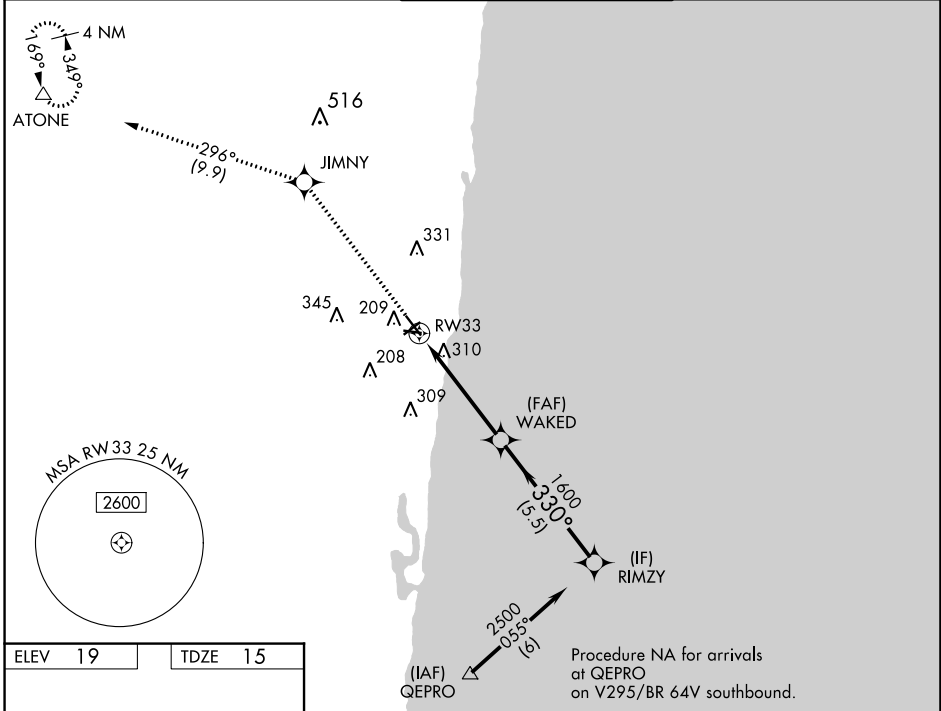 4 NM
169°
349°
ATONE
516
296°
(9.9)
JIMNY
331
345
209
RW33
310
208
309
(FAF)
WAKED
MSA RW33 25 NM
2600
1600
330°
(5.5)
(IF)
RIMZY
2500
055°
(6)
(IAF)
QEPRO
Procedure NA for arrivals
at QEPRO
on V295/BR 64V southbound.
ELEV 19
TDZE 15